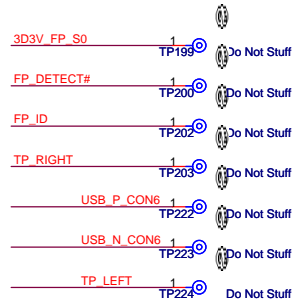 3D3V_FP_S0 1 TP199 Do Not Stuff
FP_DETECT# 1 TP200 Do Not Stuff
FP_ID 1 TP202 Do Not Stuff
TP_RIGHT 1 TP203 Do Not Stuff
USB_P_CON6 1 TP222 Do Not Stuff
USB_N_CON6 1 TP223 Do Not Stuff
TP_LEFT 1 TP224 Do Not Stuff